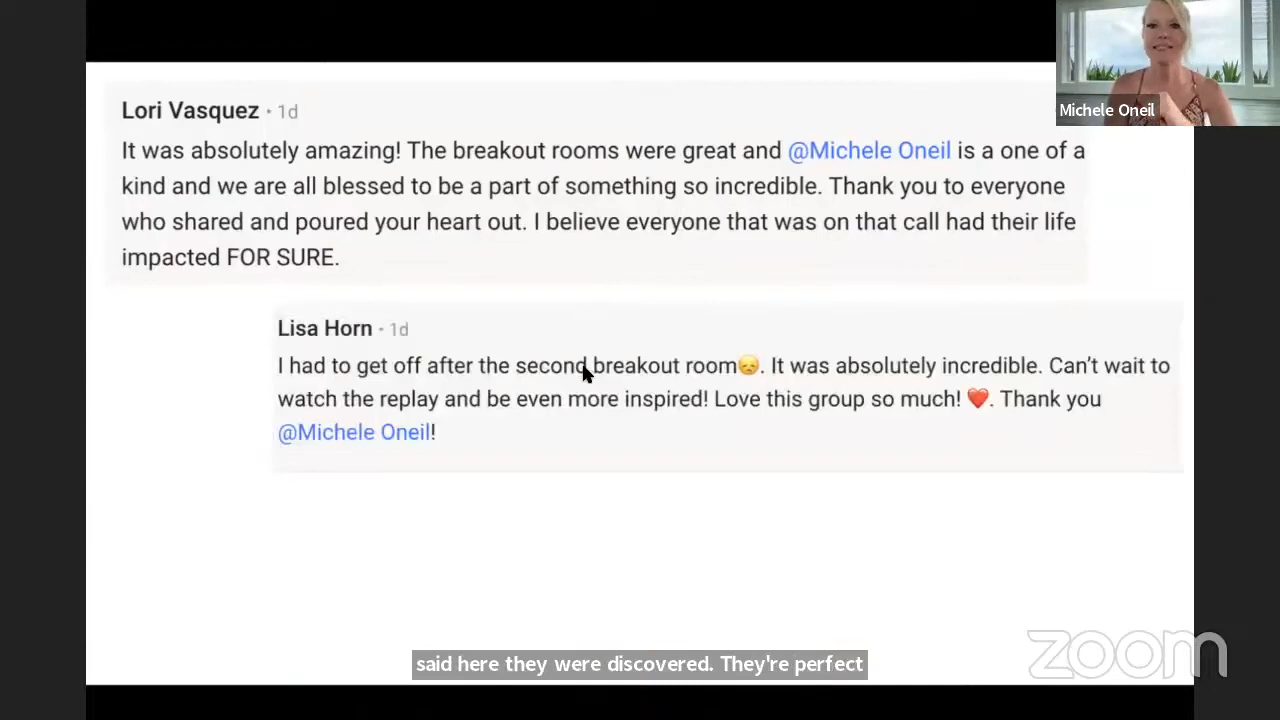 Michele Oneil
Lori Vasquez • 1d
It was absolutely amazing! The breakout rooms were great and @Michele Oneil is a one of a
kind and we are all blessed to be a part of something so incredible. Thank you to everyone
who shared and poured your heart out. I believe everyone that was on that call had their life
impacted FOR SURE.
Lisa Horn • 1d
I had to get off after the second breakout room😞. It was absolutely incredible. Can’t wait to
watch the replay and be even more inspired! Love this group so much! ❤️. Thank you
@Michele Oneil!
said here they were discovered. They're perfect
zoom